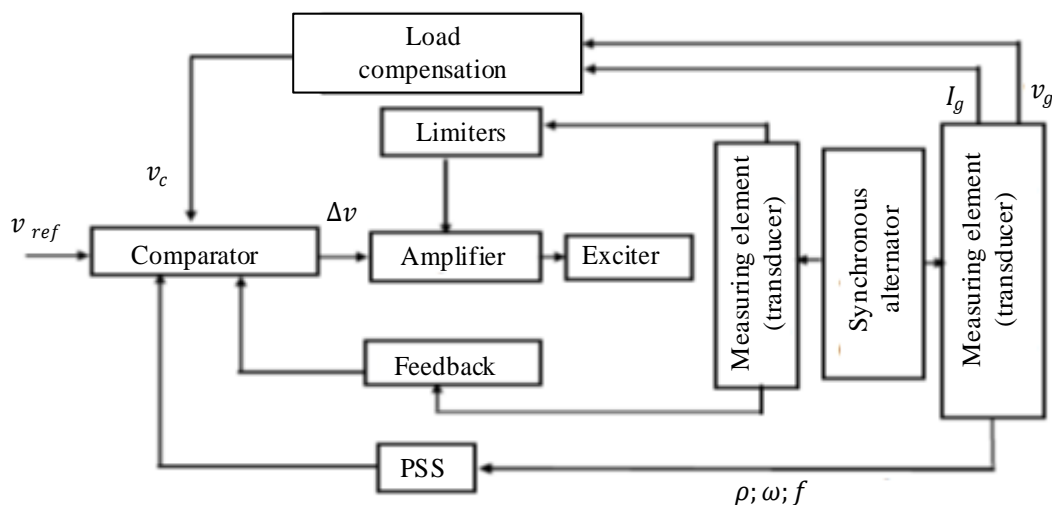 Load
compensation
I_g
v_g
Limiters
v_c
v_ref
Δv
Comparator
Amplifier
Exciter
Measuring element
(transducer)
Synchronous
alternator
Measuring element
(transducer)
Feedback
PSS
ρ; ω; f